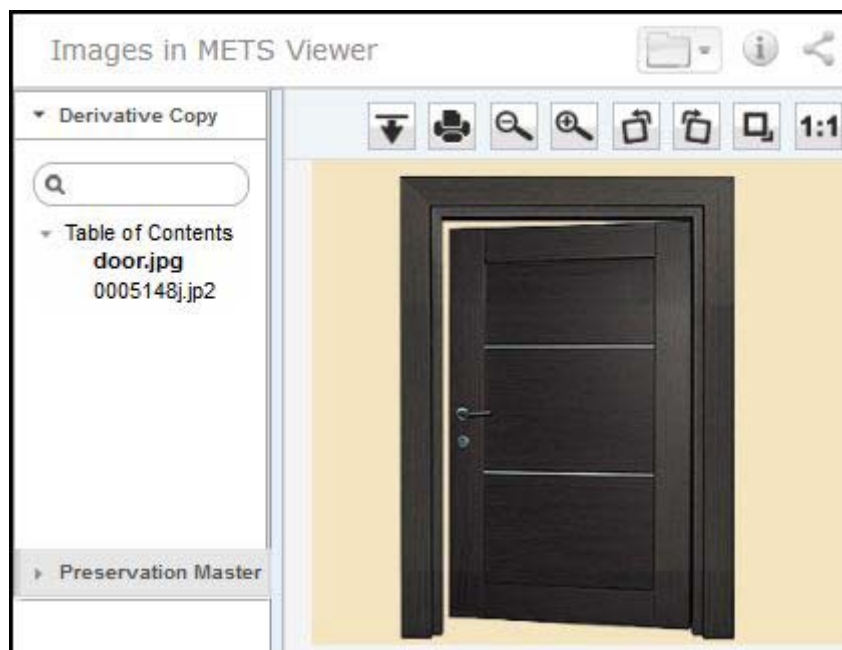 Images in METS Viewer
Derivative Copy
1:1
Table of Contents
door.jpg
0005148j.jp2
Preservation Master